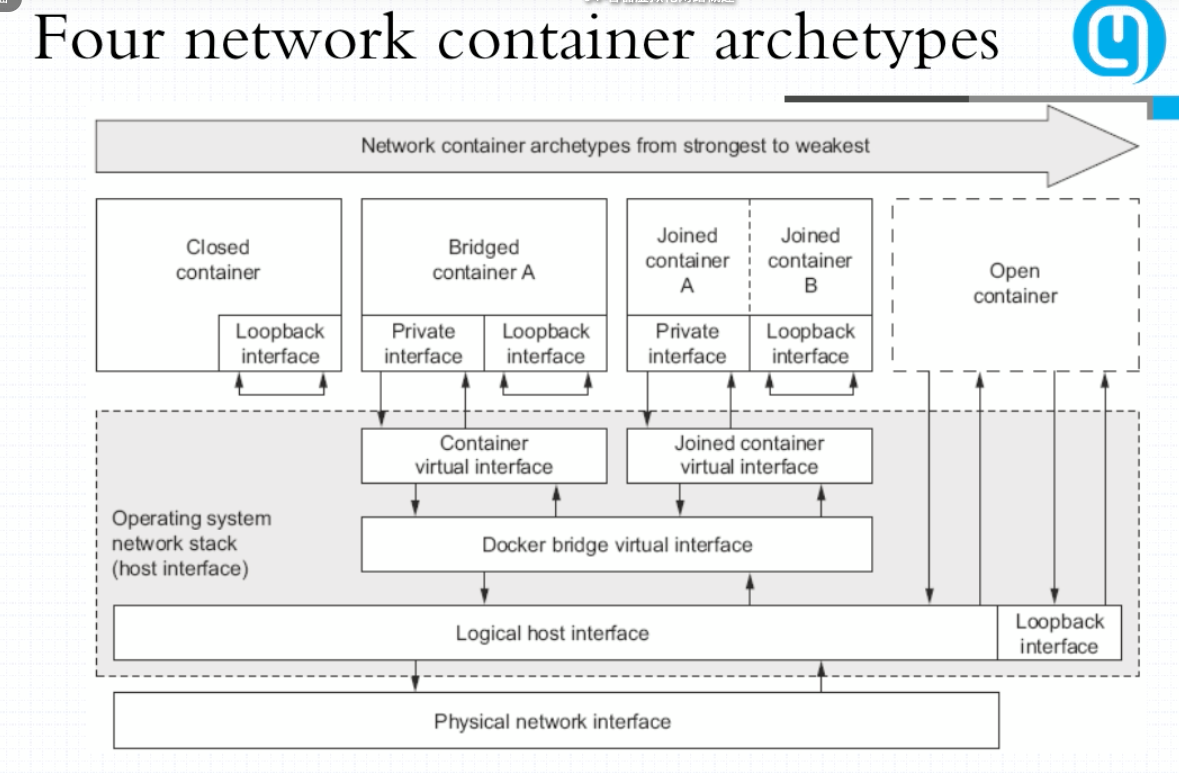 Four network container archetypes
Network container archetypes from strongest to weakest
Closed
container
Loopback
interface
Bridged
container A
Private
interface
Loopback
interface
Joined
container
A
Joined
container
B
Private
interface
Loopback
interface
Open
container
Container
virtual interface
Joined container
virtual interface
Operating system
network stack
(host interface)
Docker bridge virtual interface
Logical host interface
Loopback
interface
Physical network interface